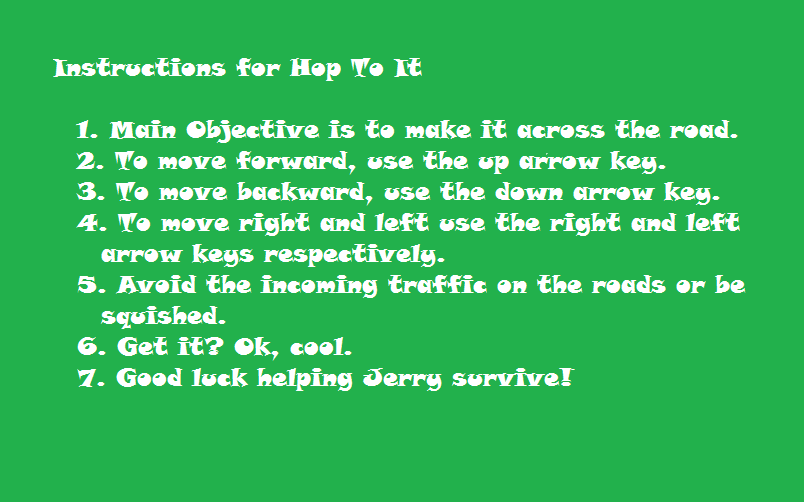 Instructions for Hop To It
1. Main Objective is to make it across the road.
2. To move forward, use the up arrow key.
3. To move backward, use the down arrow key.
4. To move right and left use the right and left
arrow keys respectively.
5. Avoid the incoming traffic on the roads or be
squished.
6. Get it? Ok, cool.
7. Good luck helping Jerry survive!